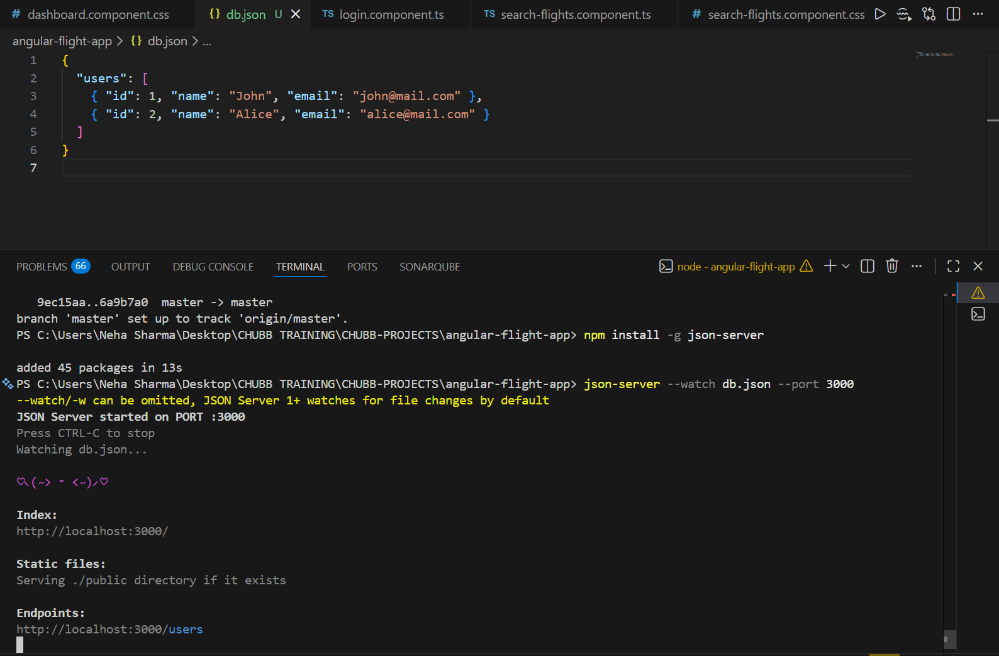 # dashboard.component.css {} db.json U TS login.component.ts TS search-flights.component.ts # search-flights.component.css ...
angular-flight-app > {} db.json > ...
1 {
2 "users": [
3 { "id": 1, "name": "John", "email": "john@mail.com" },
4 { "id": 2, "name": "Alice", "email": "alice@mail.com" }
5 ]
6 }
7
PROBLEMS 66 OUTPUT DEBUG CONSOLE TERMINAL PORTS SONARQUBE node - angular-flight-app
9ec15aa..6a9b7a0 master -> master
branch 'master' set up to track 'origin/master'.
PS C:\Users\Neha Sharma\Desktop\CHUBB TRAINING\CHUBB-PROJECTS\angular-flight-app> npm install -g json-server
added 45 packages in 13s
PS C:\Users\Neha Sharma\Desktop\CHUBB TRAINING\CHUBB-PROJECTS\angular-flight-app> json-server --watch db.json --port 3000
--watch/-w can be omitted, JSON Server 1+ watches for file changes by default
JSON Server started on PORT :3000
Press CTRL-C to stop
Watching db.json...
♡⸜(˶˃ ᵕ ˂˶)⸝♡
Index:
http://localhost:3000/
Static files:
Serving ./public directory if it exists
Endpoints:
http://localhost:3000/users